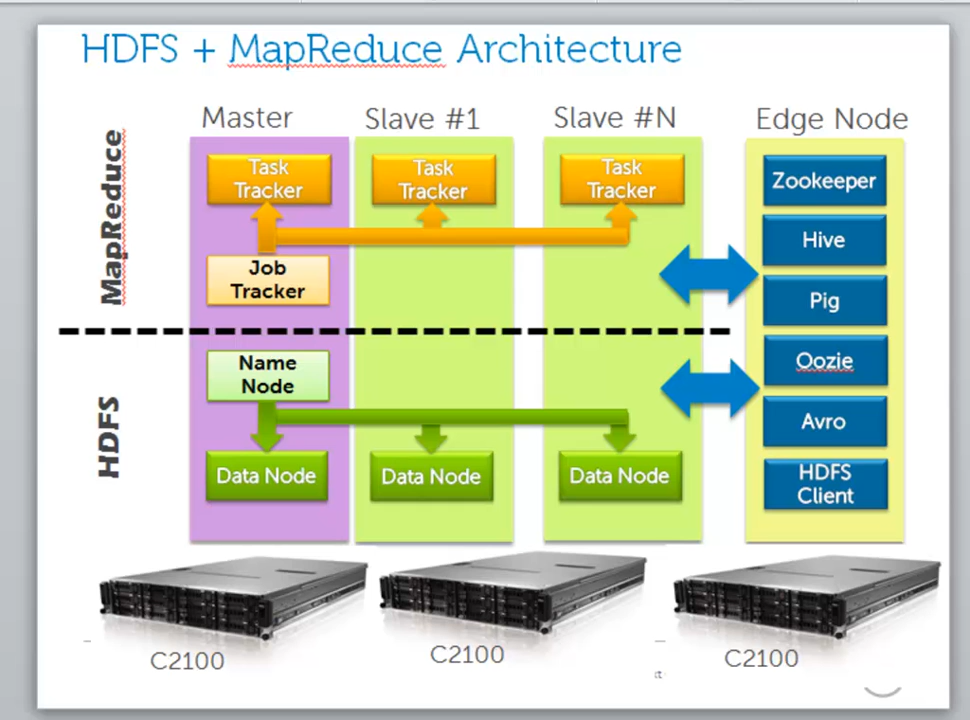 HDFS + MapReduce Architecture
Master
Slave #1
Slave #N
Edge Node
MapReduce
Task
Tracker
Task
Tracker
Task
Tracker
Zookeeper
Hive
Job
Tracker
Pig
HDFS
Name
Node
Oozie
Avro
Data Node
Data Node
Data Node
HDFS
Client
C2100
C2100
C2100